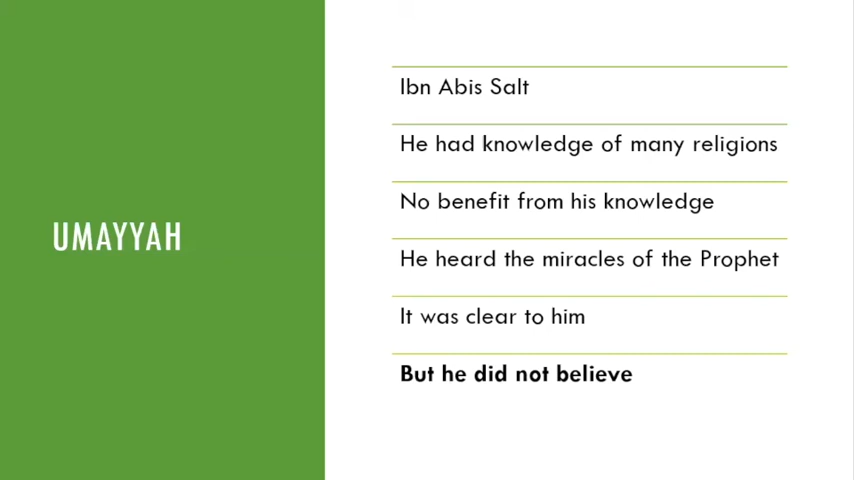 UMAYYAH
Ibn Abis Salt
He had knowledge of many religions
No benefit from his knowledge
He heard the miracles of the Prophet
It was clear to him
But he did not believe